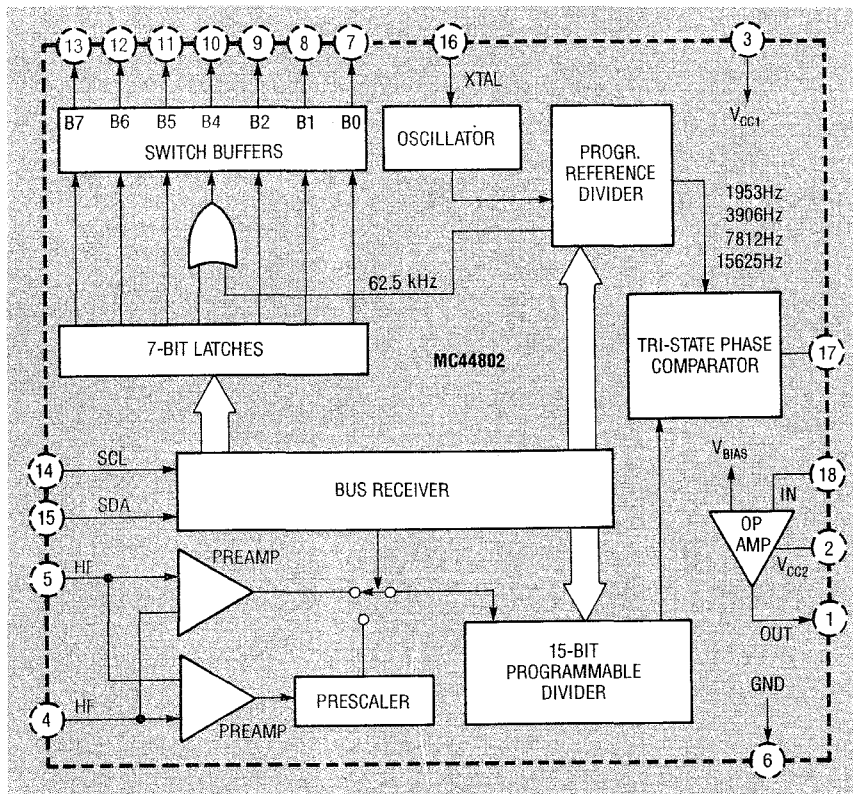 13 12 11 10 9 8 7 16 3
XTAL
B7 B6 B5 B4 B2 B1 B0
SWITCH BUFFERS
OSCILLATOR
PROGR.
REFERENCE
DIVIDER
VCC1
1953Hz
3906Hz
7812Hz
15625Hz
62.5 kHz
7-BIT LATCHES
MC44802
TRI-STATE PHASE
COMPARATOR
17
14 SCL
BUS RECEIVER
15 SDA
VBIAS
18
IN
OP
AMP
2
VCC2
1
OUT
5 HF
PREAMP
15-BIT
PROGRAMMABLE
DIVIDER
PRESCALER
4 HF
PREAMP
GND
6